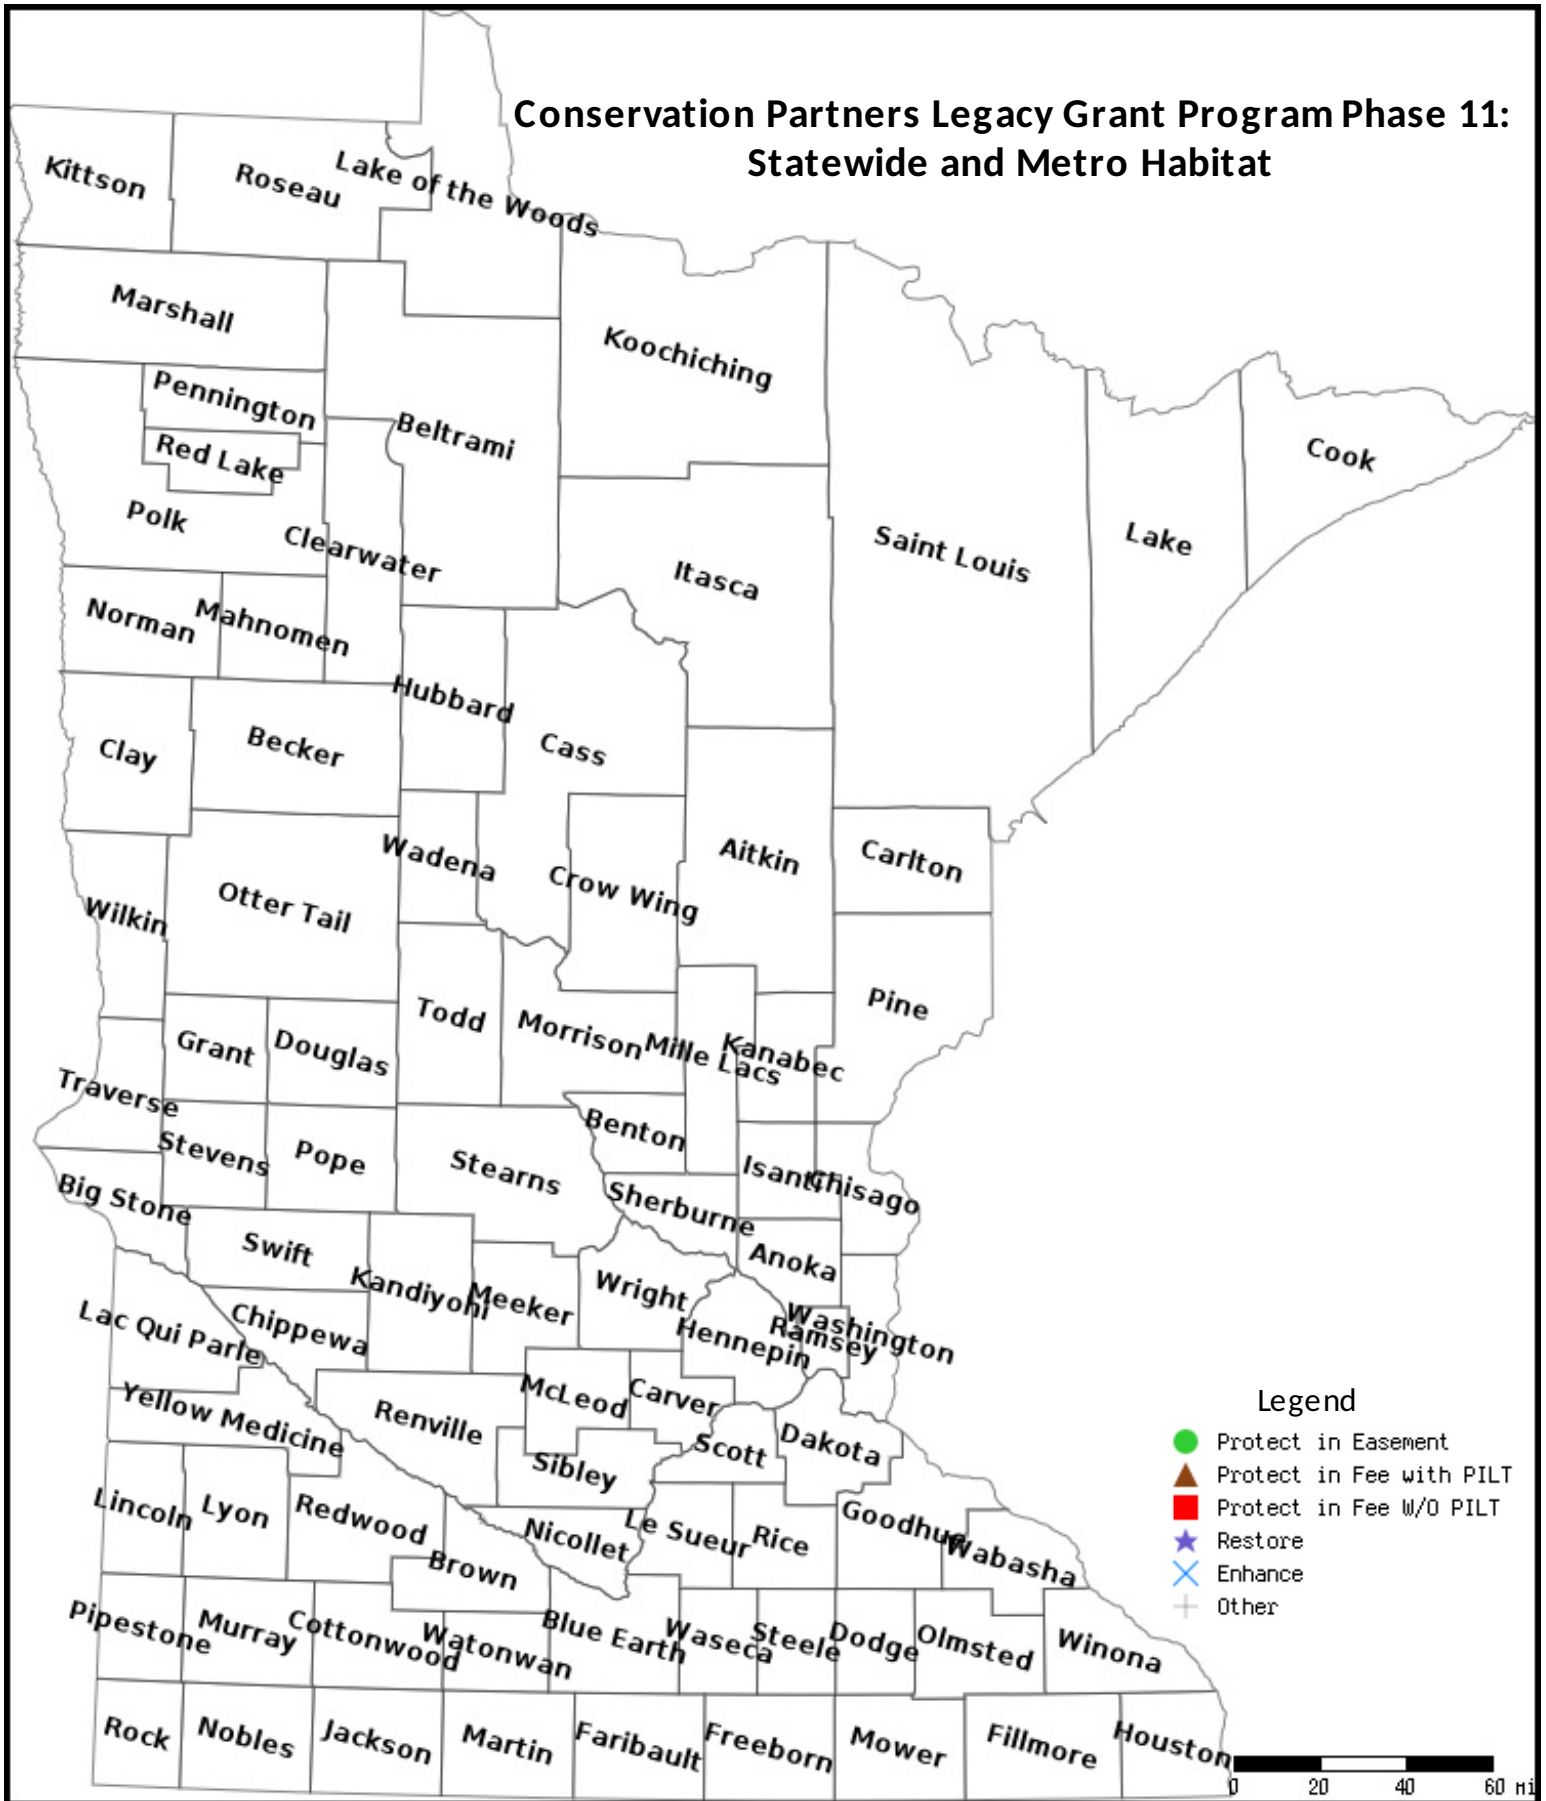 Conservation Partners Legacy Grant Program Phase 11:
Statewide and Metro Habitat
Kittson
Roseau
Lake of the Woods
Marshall
Koochiching
Pennington
Beltrami
Red Lake
Cook
Polk
Clearwater
Saint Louis
Lake
Itasca
Norman
Mahnomen
Hubbard
Clay
Becker
Cass
Wadena
Aitkin
Carlton
Crow Wing
Otter Tail
Wilkin
Pine
Todd
Morrison
Mille Lacs
Kanabec
Grant
Douglas
Traverse
Benton
Stevens
Pope
Stearns
Isanti
Chisago
Big Stone
Sherburne
Swift
Anoka
Kandiyohi
Meeker
Wright
Washington
Ramsey
Hennepin
Lac Qui Parle
Chippewa
McLeod
Carver
Yellow Medicine
Renville
Scott
Dakota
Sibley
Lincoln
Lyon
Redwood
Nicollet
Le Sueur
Rice
Goodhue
Wabasha
Brown
Pipestone
Murray
Cottonwood
Watonwan
Blue Earth
Waseca
Steele
Dodge
Olmsted
Winona
Rock
Nobles
Jackson
Martin
Faribault
Freeborn
Mower
Fillmore
Houston
Legend
Protect in Easement
Protect in Fee with PILT
Protect in Fee W/O PILT
Restore
Enhance
Other
0 20 40 60 mi